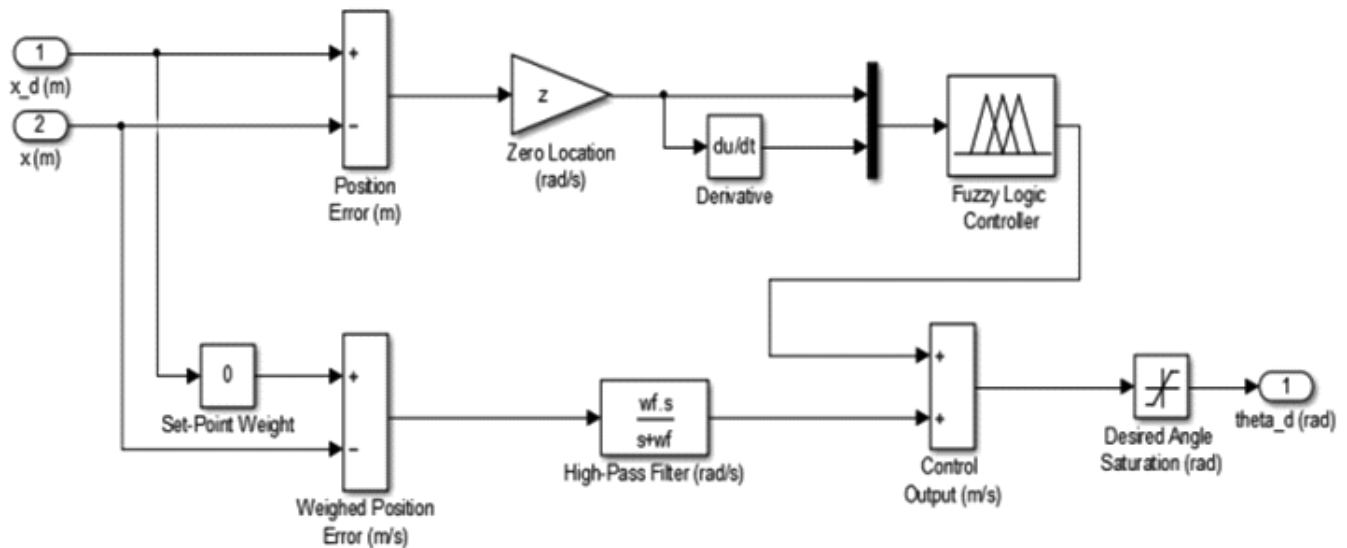 1
x_d (m)
2
x (m)
+
-
Position
Error (m)
z
Zero Location
(rad/s)
du/dt
Derivative
Fuzzy Logic
Controller
0
Set-Point Weight
+
-
Weighed Position
Error (m/s)
wf.s
s+wf
High-Pass Filter (rad/s)
+
+
Control
Output (m/s)
Desired Angle
Saturation (rad)
1
theta_d (rad)